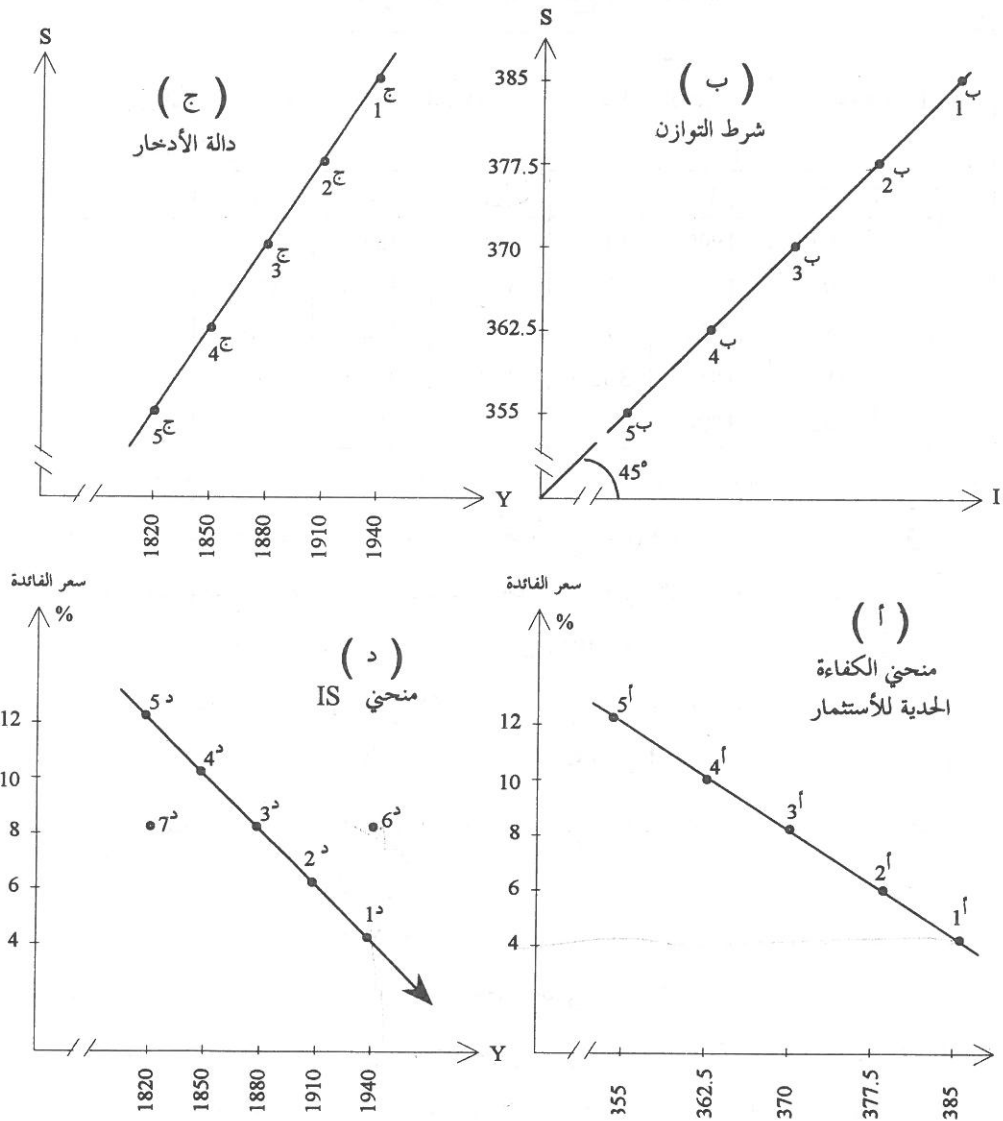 S
( ج )
دالة الأدخار
ج1
ج2
ج3
ج4
ج5
Y
1820
1850
1880
1910
1940
S
( ب )
شرط التوازن
385
377.5
370
362.5
355
ب1
ب2
ب3
ب4
ب5
45°
I
سعر الفائدة
%
( د )
منحني IS
12
10
8
6
4
د5
د4
د3
د2
د1
د6
د7
Y
1820
1850
1880
1910
1940
سعر الفائدة
%
( أ )
منحني الكفاءة
الحدية للأستثمار
12
10
8
6
4
أ5
أ4
أ3
أ2
أ1
355
362.5
370
377.5
385